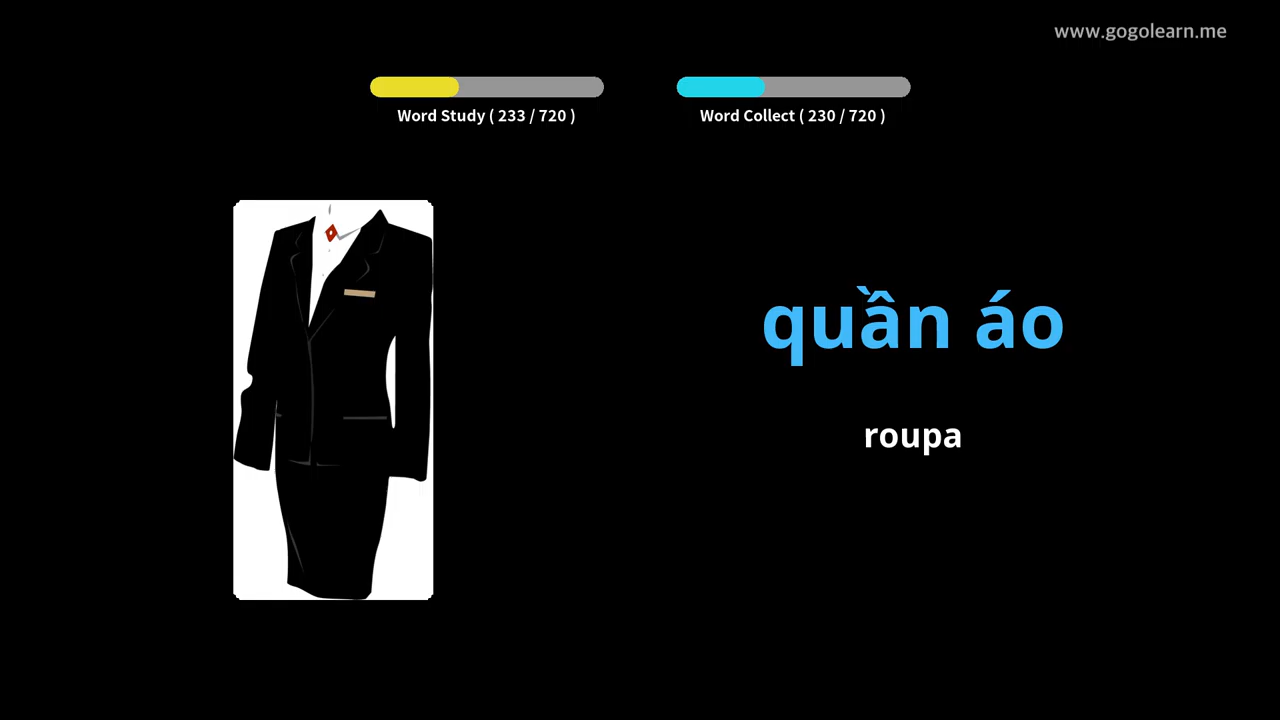 www.gogolearn.me
Word Study ( 233 / 720 )
Word Collect ( 230 / 720 )
quần áo
roupa